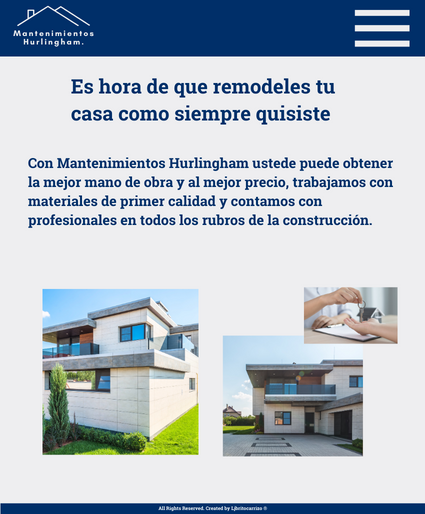 Mantenimientos
Hurlingham.
Es hora de que remodeles tu
casa como siempre quisiste
Con Mantenimientos Hurlingham ustede puede obtener
la mejor mano de obra y al mejor precio, trabajamos con
materiales de primer calidad y contamos con
profesionales en todos los rubros de la construcción.
All Rights Reserved. Created by Ljbritocarrizo ®